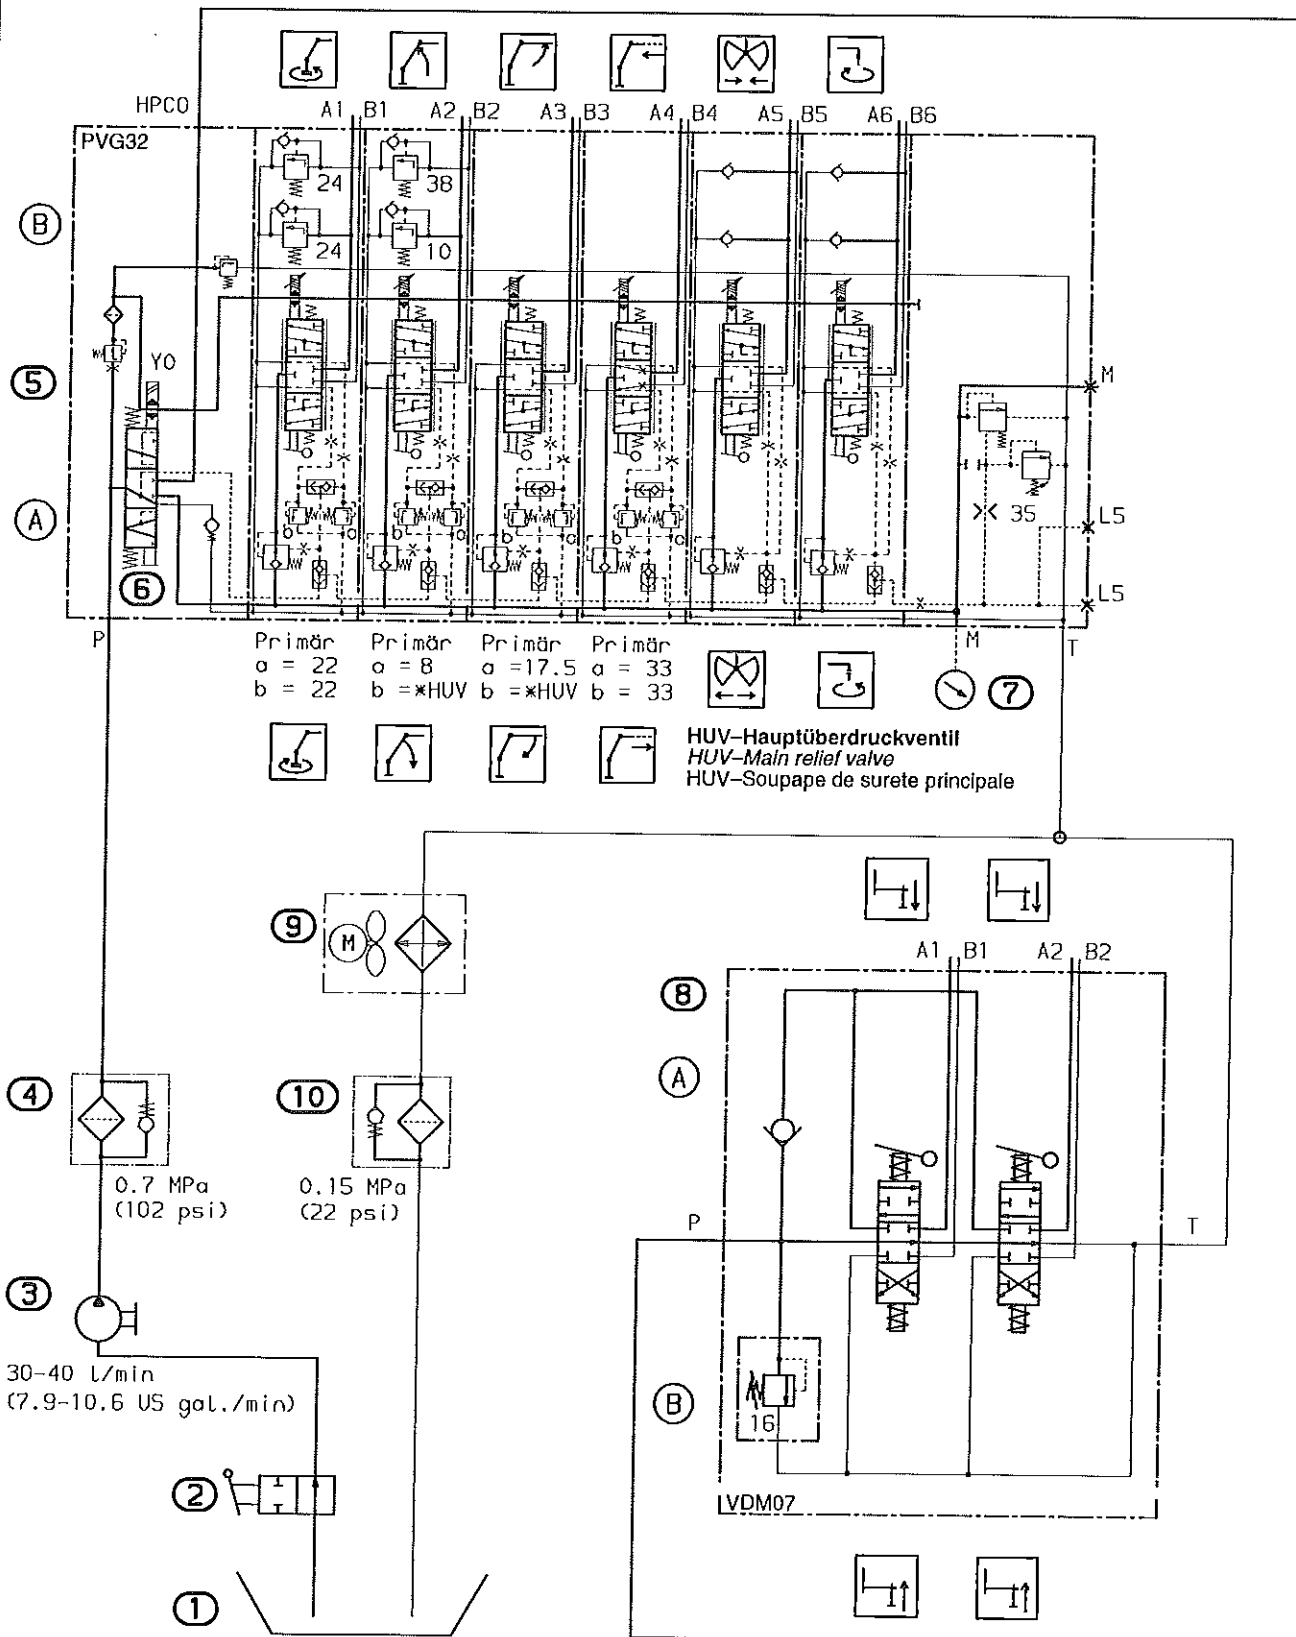 HPCO
A1 B1 A2 B2 A3 B3 A4 B4 A5 B5 A6 B6
PVG32
24 38
B
24 10
5
Y0
M
A
35
LS
6
LS
P
M
T
Primär Primär Primär Primär
a = 22 a = 8 a =17.5 a = 33
b = 22 b =*HUV b =*HUV b = 33
7
HUV–Hauptüberdruckventil
HUV–Main relief valve
HUV–Soupape de surete principale
9
M
A1 B1 A2 B2
8
A
4
10
0.7 MPa
(102 psi)
0.15 MPa
(22 psi)
P
T
3
30-40 l/min
(7.9-10.6 US gal./min)
B
16
2
VDM07
1